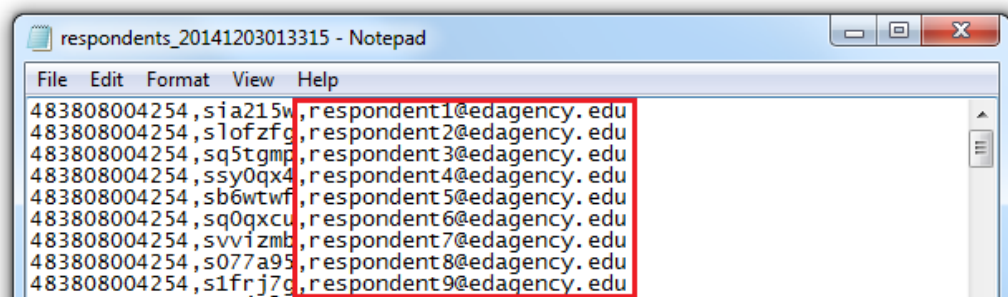 respondents_20141203013315 - Notepad
File Edit Format View Help
483808004254,sia215w,respondent1@edagency.edu
483808004254,slofzfg,respondent2@edagency.edu
483808004254,sq5tgmp,respondent3@edagency.edu
483808004254,ssy0qx4,respondent4@edagency.edu
483808004254,sb6wtwf,respondent5@edagency.edu
483808004254,sq0qxcu,respondent6@edagency.edu
483808004254,svvizmb,respondent7@edagency.edu
483808004254,s077a95,respondent8@edagency.edu
483808004254,s1frj7g,respondent9@edagency.edu